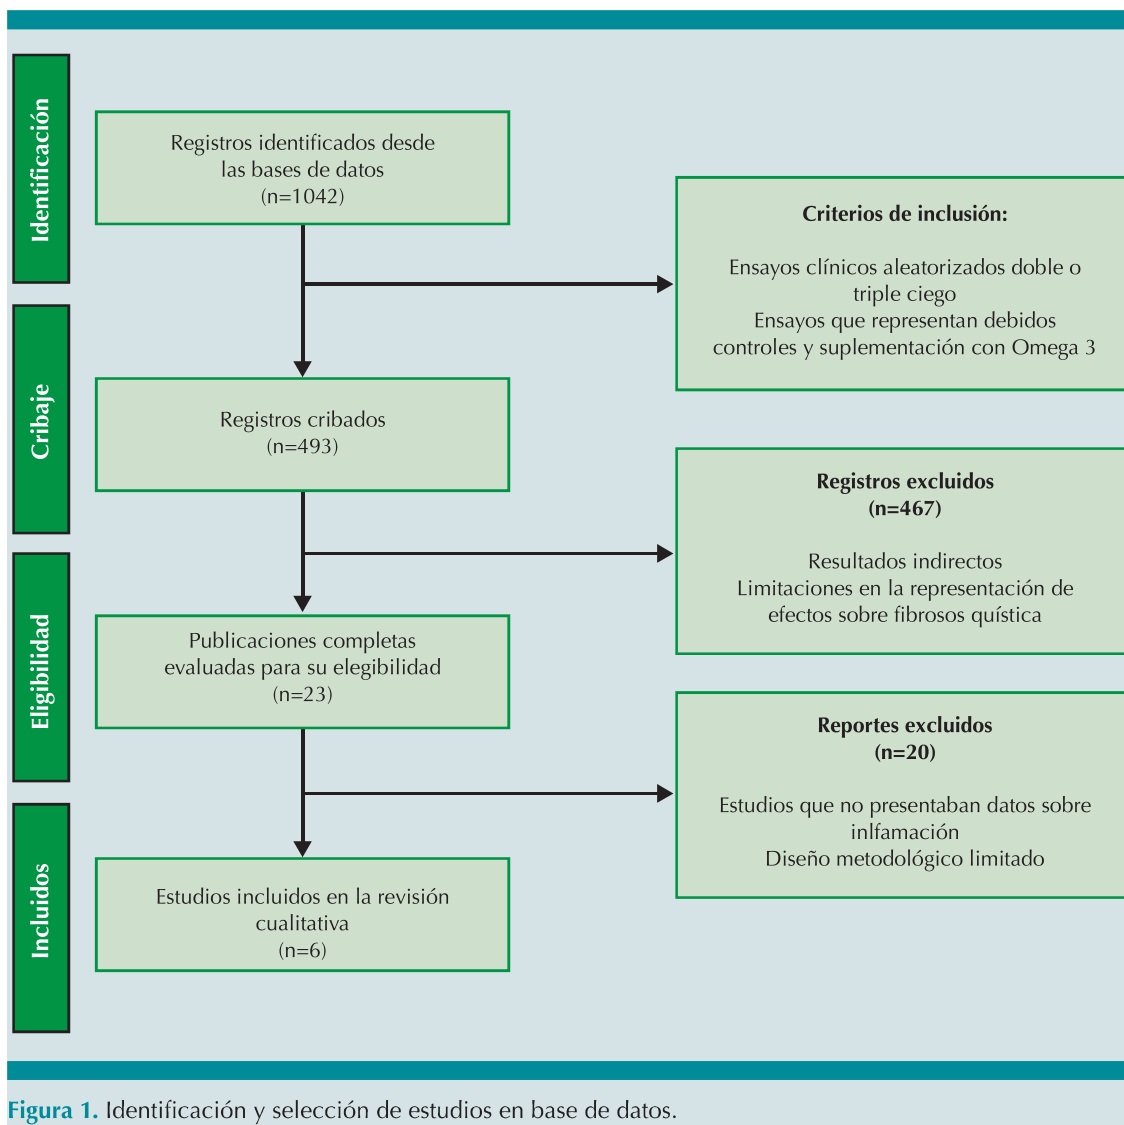 Identificación
Registros identificados desde
las bases de datos
(n=1042)
Criterios de inclusión:
Ensayos clínicos aleatorizados doble o
triple ciego
Ensayos que representan debidos
controles y suplementación con Omega 3
Cribaje
Registros cribados
(n=493)
Registros excluidos
(n=467)
Resultados indirectos
Limitaciones en la representación de
efectos sobre fibrosos quística
Eligibilidad
Publicaciones completas
evaluadas para su elegibilidad
(n=23)
Reportes excluidos
(n=20)
Estudios que no presentaban datos sobre
inlfamación
Diseño metodológico limitado
Incluidos
Estudios incluidos en la revisión
cualitativa
(n=6)
Figura 1. Identificación y selección de estudios en base de datos.